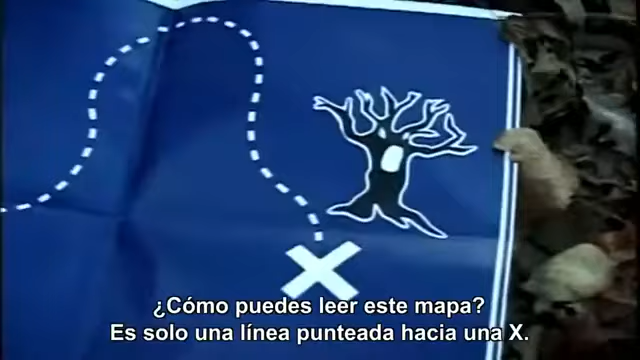 ¿Cómo puedes leer este mapa?
Es solo una línea punteada hacia una X.